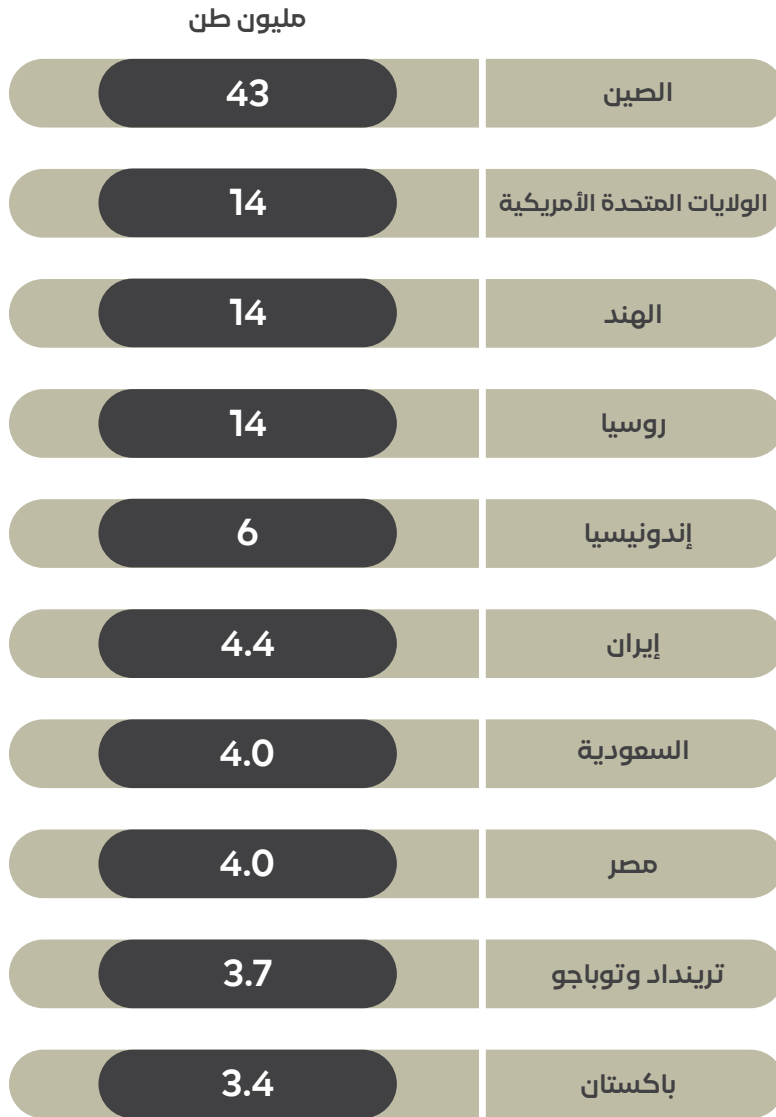 مليون طن
الصين 43
الولايات المتحدة الأمريكية 14
الهند 14
روسيا 14
إندونيسيا 6
إيران 4.4
السعودية 4.0
مصر 4.0
ترينداد وتوباجو 3.7
باكستان 3.4